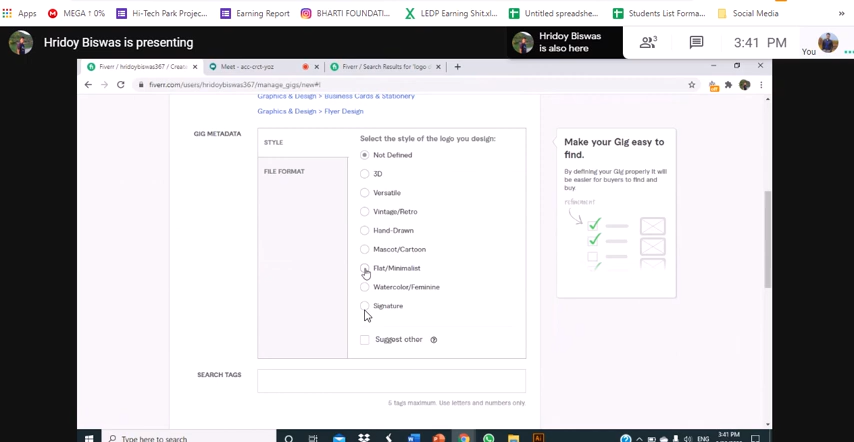 Apps
MEGA ↑ 0%
Hi-Tech Park Projec...
Earning Report
BHARTI FOUNDATI...
LEDP Earning Shit.xl...
Untitled spreadshe...
Students List Forma...
Social Media
»
Hridoy Biswas is presenting
Hridoy Biswas
is also here
3
3:41 PM
You
Fiverr / hridoybiswas367 / Create
Meet - acc-crct-yoz
Fiverr / Search Results for 'logo d
fiverr.com/users/hridoybiswas367/manage_gigs/new#!
Graphics & Design > Business Cards & Stationery
Graphics & Design > Flyer Design
GIG METADATA
STYLE
FILE FORMAT
Select the style of the logo you design:
Not Defined
3D
Versatile
Vintage/Retro
Hand-Drawn
Mascot/Cartoon
Flat/Minimalist
Watercolor/Feminine
Signature
Suggest other
SEARCH TAGS
5 tags maximum. Use letters and numbers only
Make your Gig easy to
find.
By defining your Gig properly it will
be easier for buyers to find and
buy.
Type here to search
ENG
3:41 PM